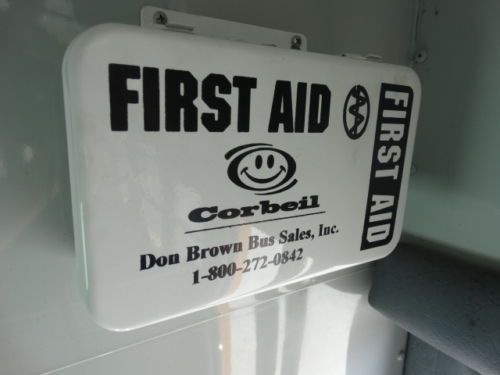 FIRST AID
FIRST AID
Corbeil
Don Brown Bus Sales, Inc.
1-800-272-0842